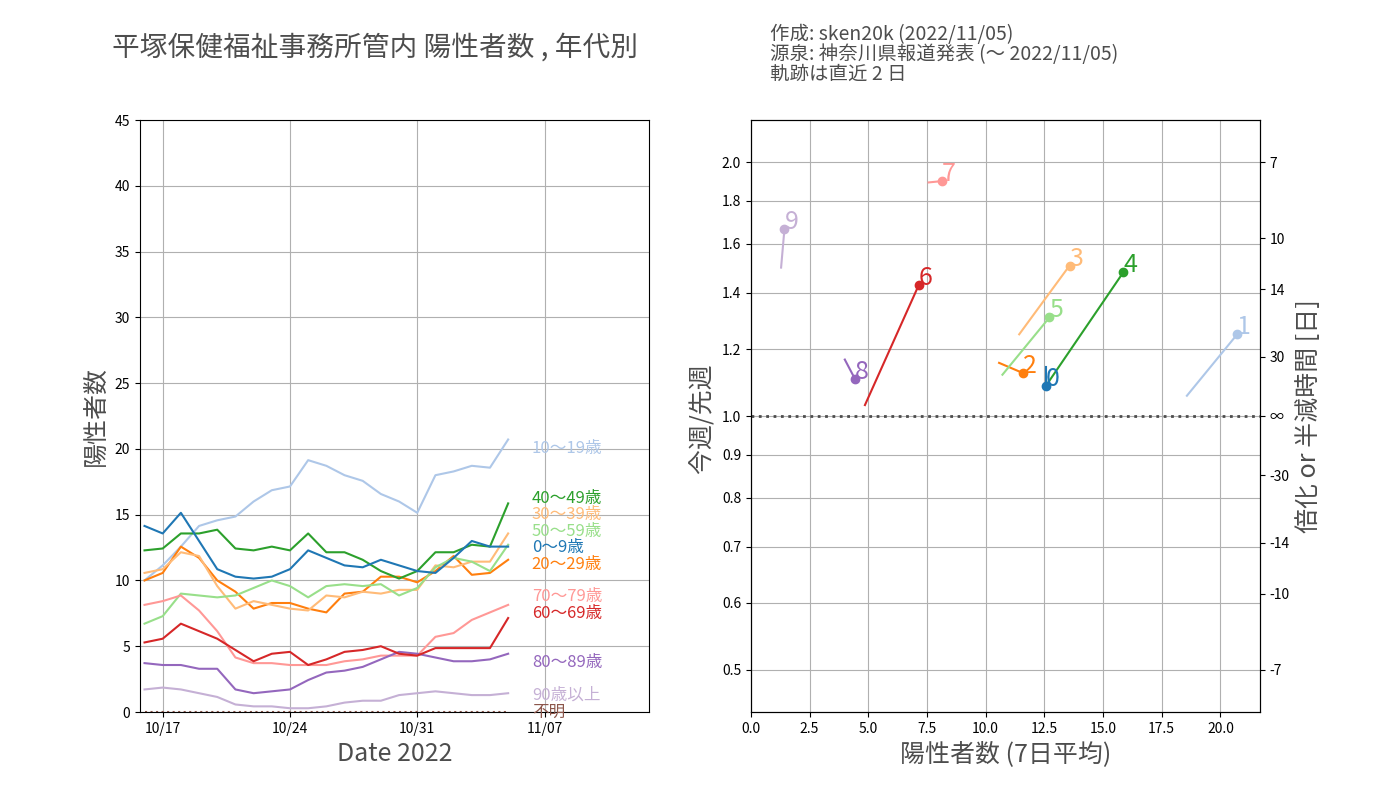 平塚保健福祉事務所管内 陽性者数 , 年代別
作成: sken20k (2022/11/05)
源泉: 神奈川県報道発表 (〜 2022/11/05)
軌跡は直近 2 日
45
40
35
30
25
20
15
10
5
0
陽性者数
10/17
10/24
10/31
11/07
Date 2022
10〜19歳
40〜49歳
30〜39歳
50〜59歳
0〜9歳
20〜29歳
70〜79歳
60〜69歳
80〜89歳
90歳以上
不明
2.0
1.8
1.6
1.4
1.2
1.0
0.9
0.8
0.7
0.6
0.5
今週/先週
7
9
3
4
6
5
1
2
8
0
7
10
14
30
∞
-30
-14
-10
-7
倍化 or 半減時間 [日]
0.0
2.5
5.0
7.5
10.0
12.5
15.0
17.5
20.0
陽性者数 (7日平均)